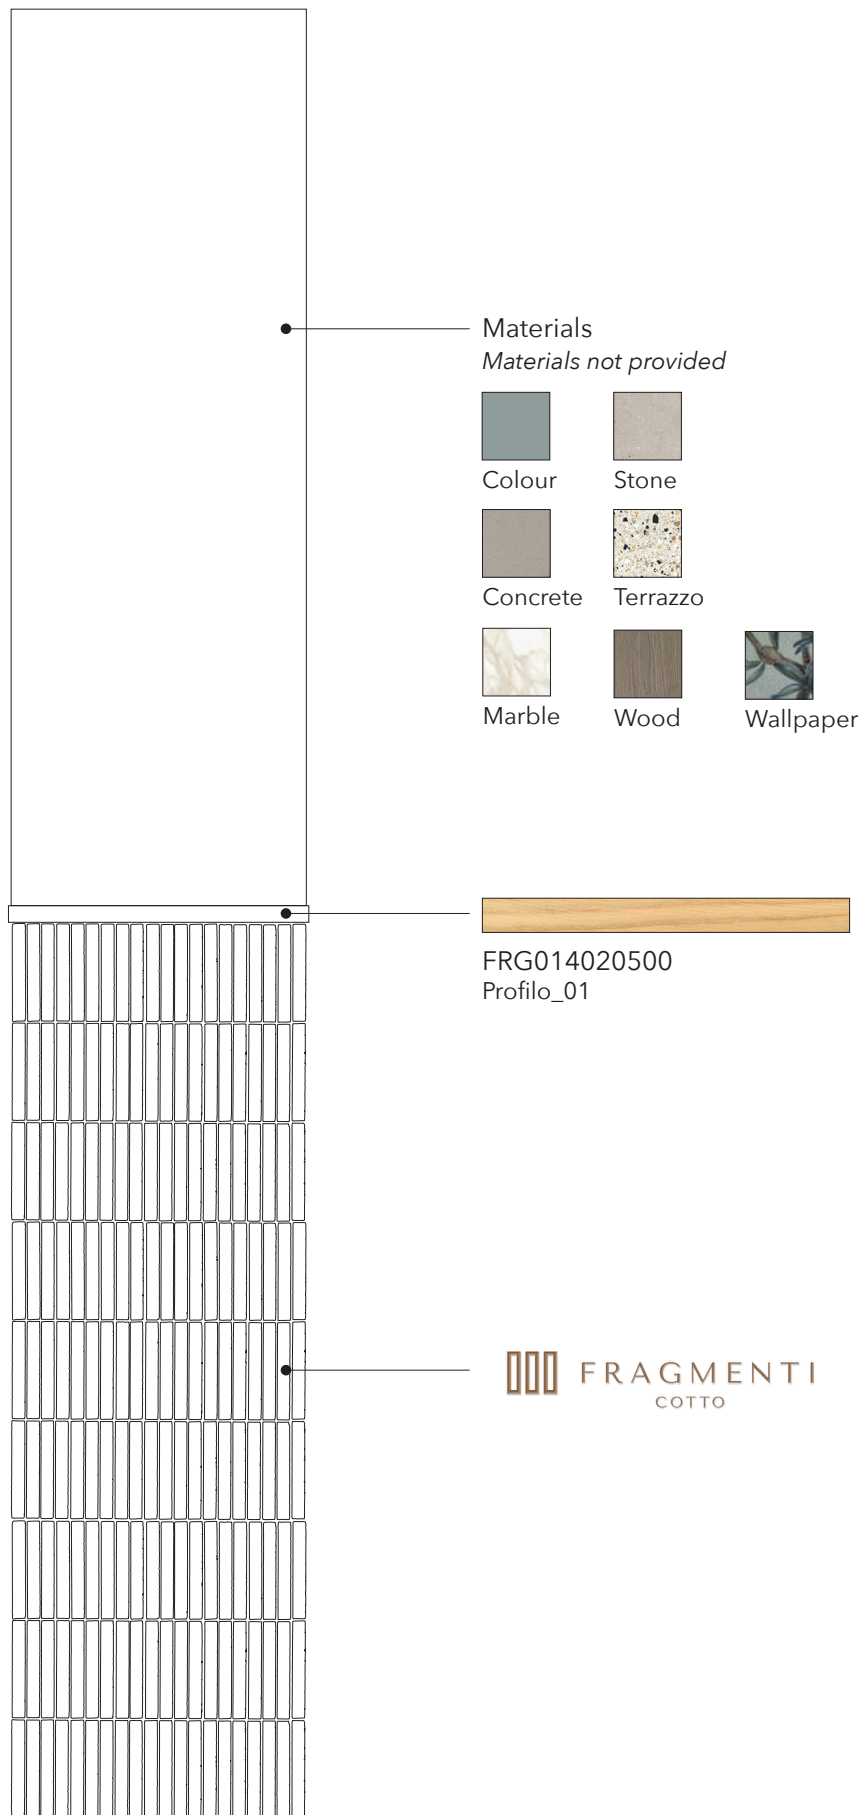 Materials
Materials not provided
Colour
Stone
Concrete
Terrazzo
Marble
Wood
Wallpaper
FRG014020500
Profilo_01
FRAGMENTI
COTTO